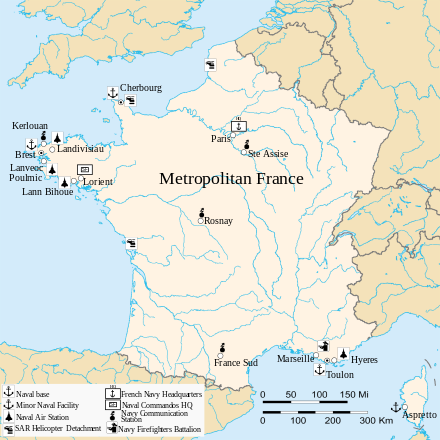 Cherbourg
Kerlouan
Landivisiau
Brest
Lanveoc
Poulmic
Lann Bihoue
Lorient
Paris
Ste Assise
Metropolitan France
Rosnay
France Sud
Marseille
Hyeres
Toulon
Aspretto
Naval base
Minor Naval Facility
Naval Air Station
SAR Helicopter Detachment
French Navy Headquarters
Naval Commandos HQ
Navy Communication
Station
Navy Firefighters Battalion
0 50 100 150 Mi
0 100 200 300 Km